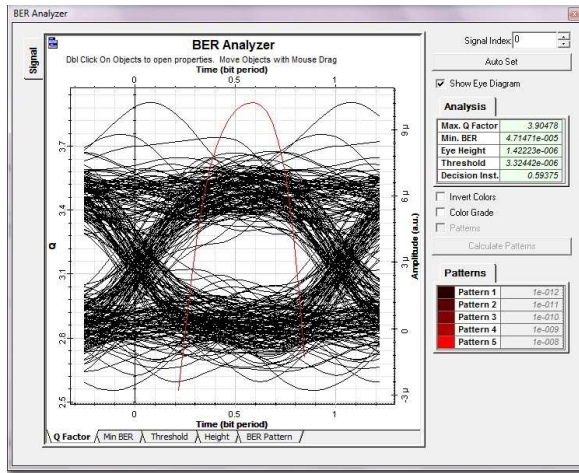 BER Analyzer
Signal
BER Analyzer
Dbl Click On Objects to open properties. Move Objects with Mouse Drag
Time (bit period)
0 0.5 1
Q
2.5 2.8 3.1 3.4 3.7
Amplitude (a.u.)
-3 µ 0 3 µ 6 µ 9 µ
0 0.5 1
Time (bit period)
Q Factor Min BER Threshold Height BER Pattern
Signal Index: 0
Auto Set
Show Eye Diagram
Analysis
Max. Q Factor 3.90478
Min. BER 4.71471e-005
Eye Height 1.42223e-006
Threshold 3.32442e-006
Decision Inst. 0.59375
Invert Colors
Color Grade
Patterns
Calculate Patterns
Patterns
Pattern 1 1e-012
Pattern 2 1e-011
Pattern 3 1e-010
Pattern 4 1e-009
Pattern 5 1e-008